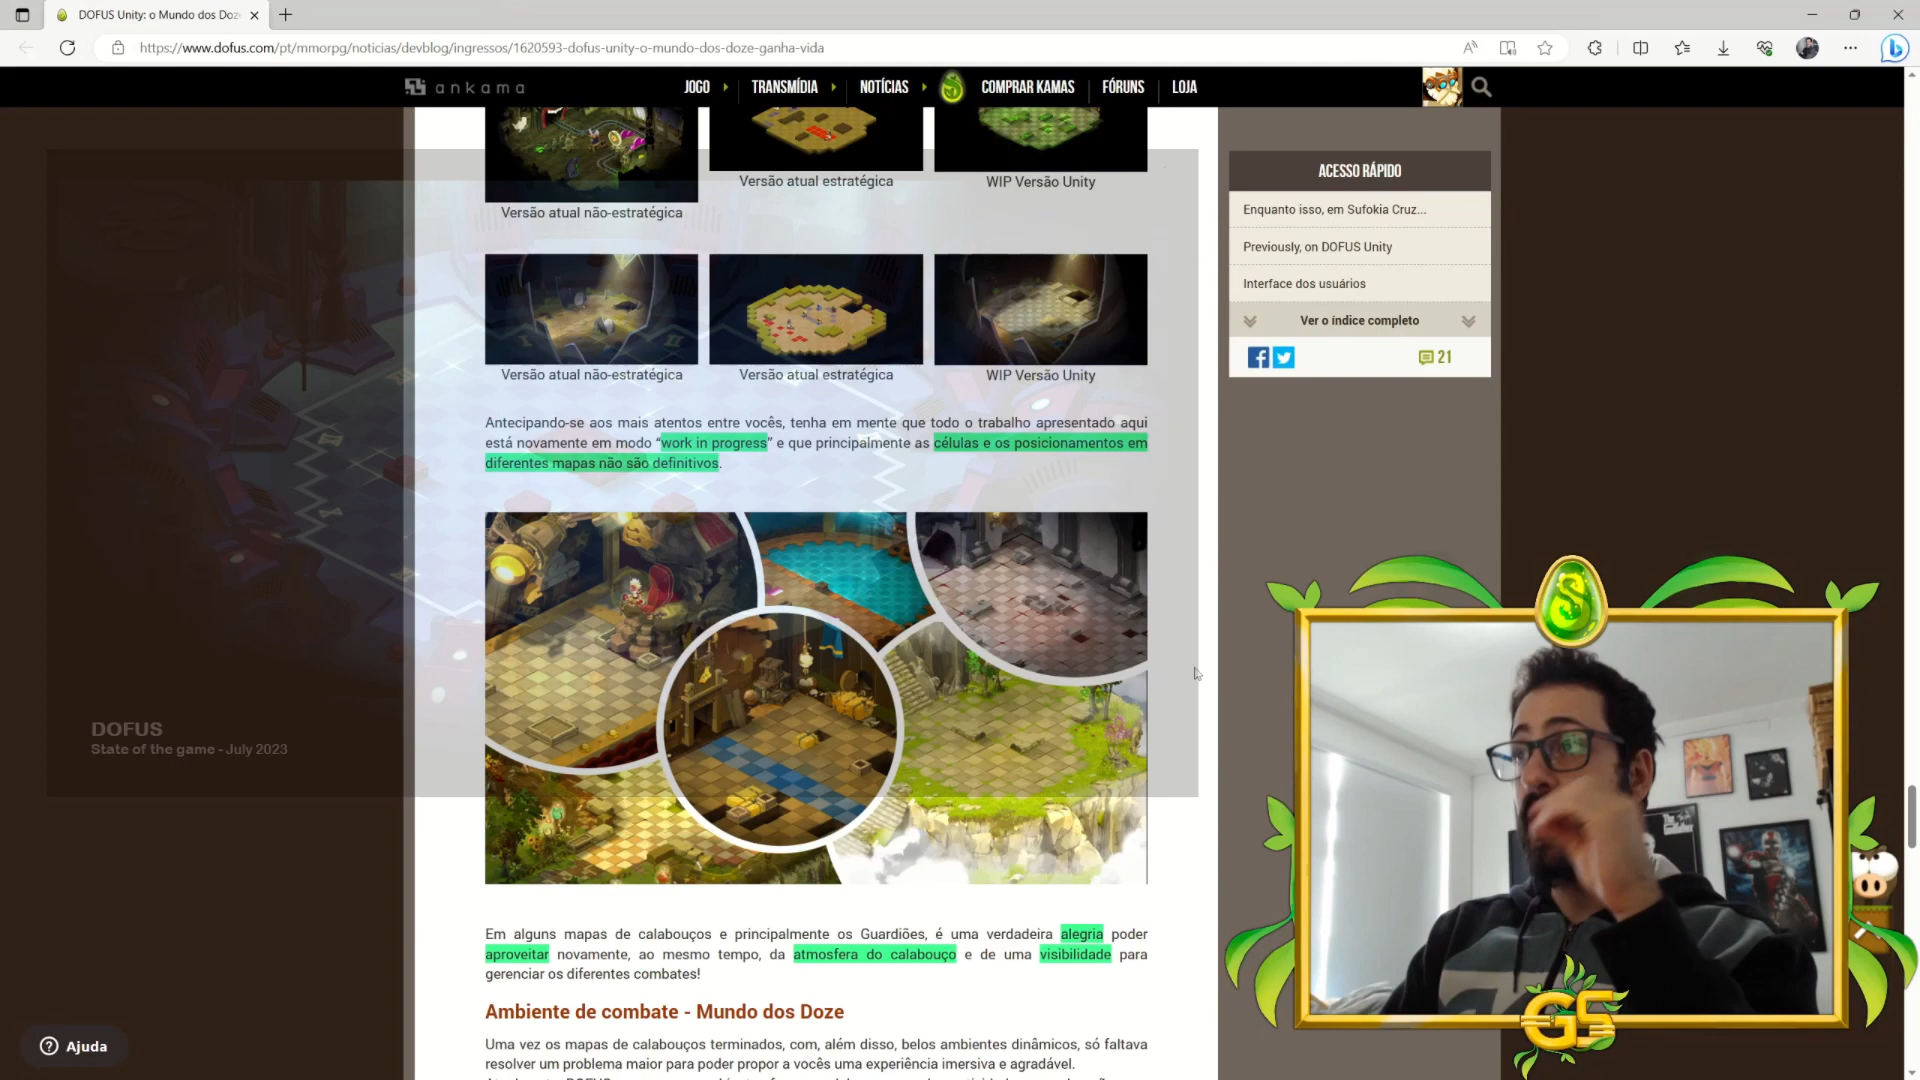 DOFUS Unity: o Mundo dos Doz
https://www.dofus.com/pt/mmorpg/noticias/devblog/ingressos/1620593-dofus-unity-o-mundo-dos-doze-ganha-vida
ankama
JOGO
TRANSMÍDIA
NOTÍCIAS
COMPRAR KAMAS
FÓRUNS
LOJA
Versão atual estratégica
WIP Versão Unity
Versão atual não-estratégica
Versão atual não-estratégica
Versão atual estratégica
WIP Versão Unity
Antecipando-se aos mais atentos entre vocês, tenha em mente que todo o trabalho apresentado aqui
está novamente em modo “work in progress” e que principalmente as células e os posicionamentos em
diferentes mapas não são definitivos.
Em alguns mapas de calabouços e principalmente os Guardiões, é uma verdadeira alegria poder
aproveitar novamente, ao mesmo tempo, da atmosfera do calabouço e de uma visibilidade para
gerenciar os diferentes combates!
Ambiente de combate - Mundo dos Doze
Uma vez os mapas de calabouços terminados, com, além disso, belos ambientes dinâmicos, só faltava
resolver um problema maior para poder propor a vocês uma experiência imersiva e agradável.
ACESSO RÁPIDO
Enquanto isso, em Sufokia Cruz...
Previously, on DOFUS Unity
Interface dos usuários
Ver o índice completo
21
DOFUS
State of the game - July 2023
Ajuda
GS